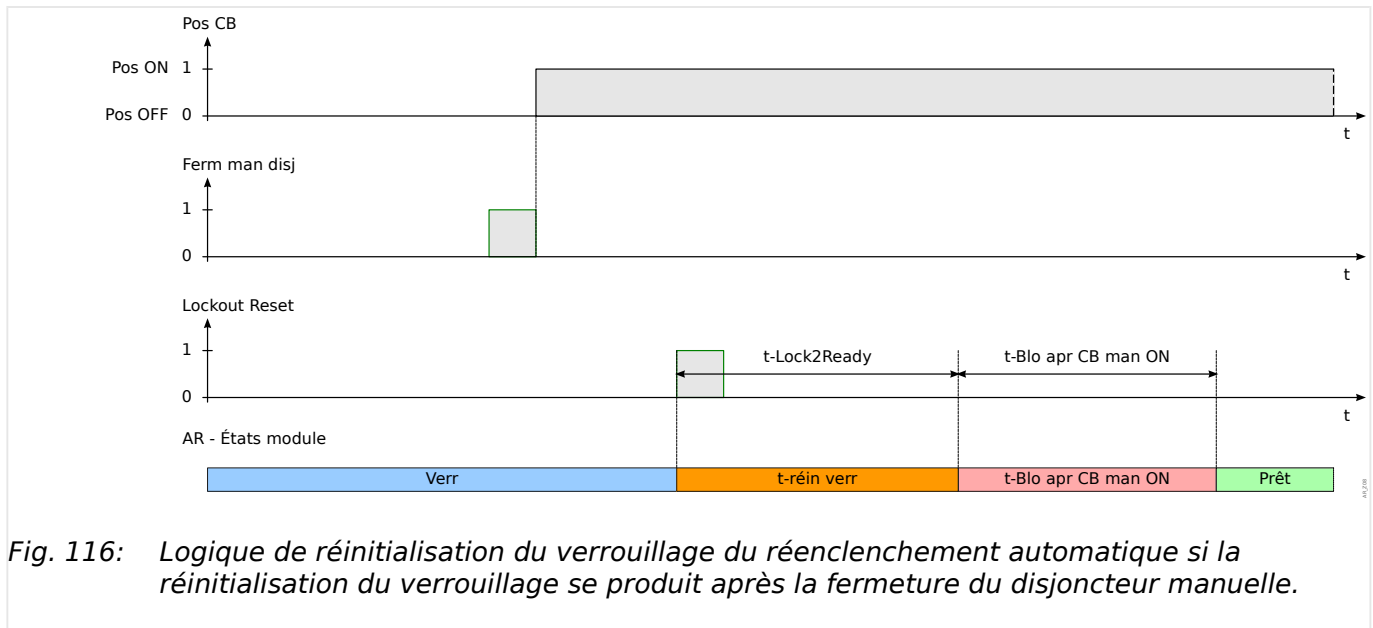 Pos CB
Pos ON 1
Pos OFF 0
t
Ferm man disj
1
0
t
Lockout Reset
1
t-Lock2Ready t-Blo apr CB man ON
0
t
AR - États module
Verr t-réin verr t-Blo apr CB man ON Prêt
Fig. 116: Logique de réinitialisation du verrouillage du réenclenchement automatique si la
réinitialisation du verrouillage se produit après la fermeture du disjoncteur manuelle.